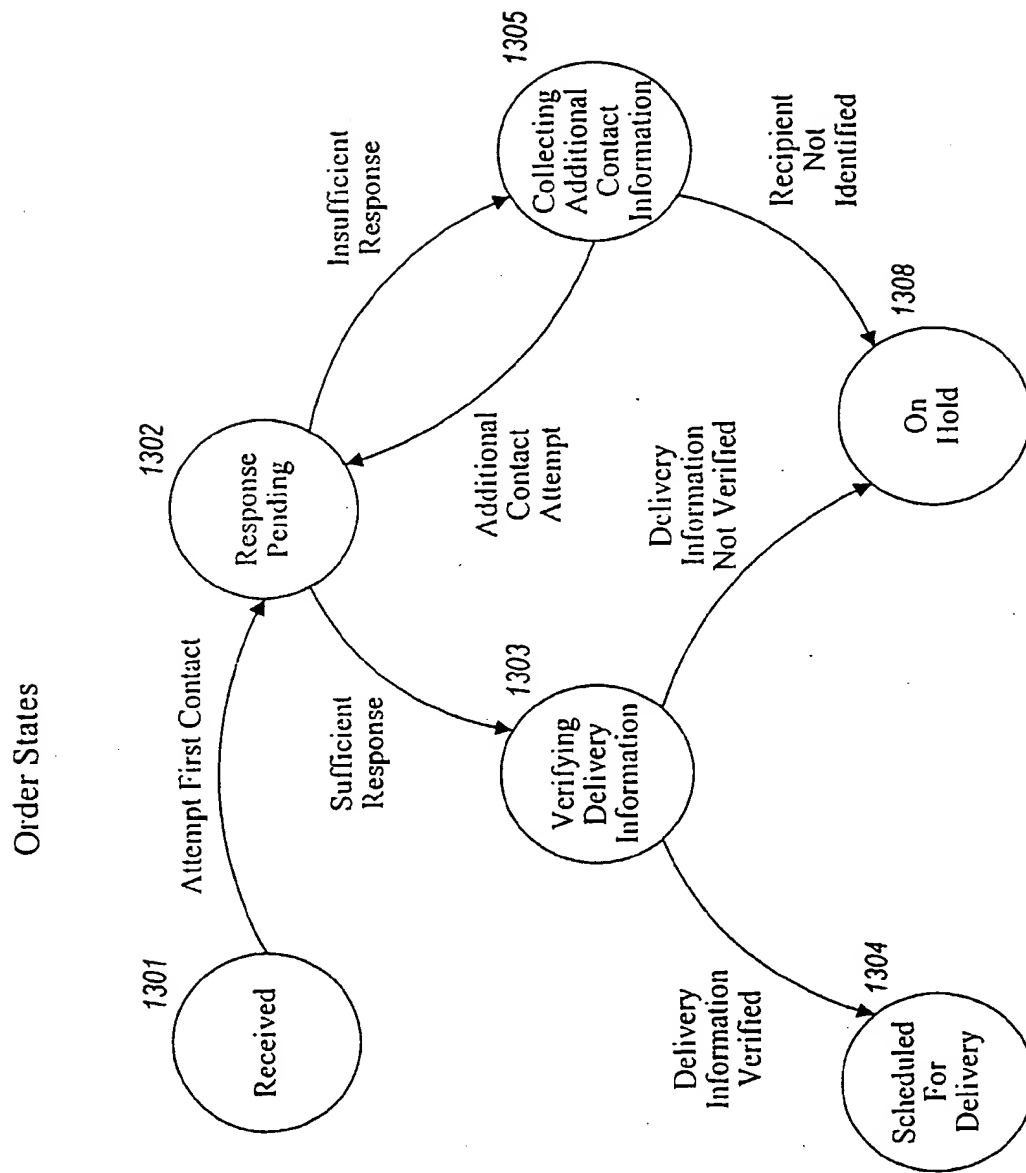 Order States
1301
Received
Attempt First Contact
1302
Response
Pending
Insufficient
Response
Sufficient
Response
Additional
Contact
Attempt
1305
Collecting
Additional
Contact
Information
1303
Verifying
Delivery
Information
Delivery
Information
Verified
Delivery
Information
Not Verified
Recipient
Not
Identified
1304
Scheduled
For
Delivery
1308
On
Hold